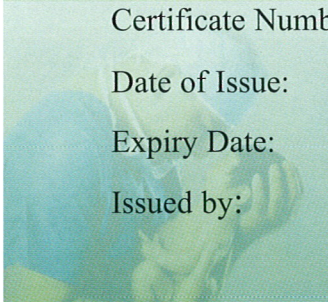 Certificate Numb
Date of Issue:
Expiry Date:
Issued by: